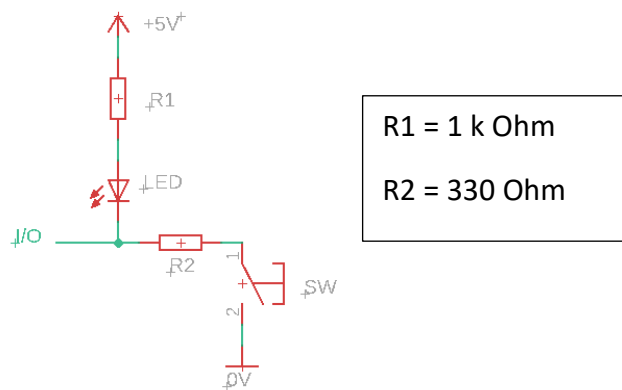 +5V
R1
LED
I/O
R2
1
2
SW
0V
R1 = 1 k Ohm
R2 = 330 Ohm